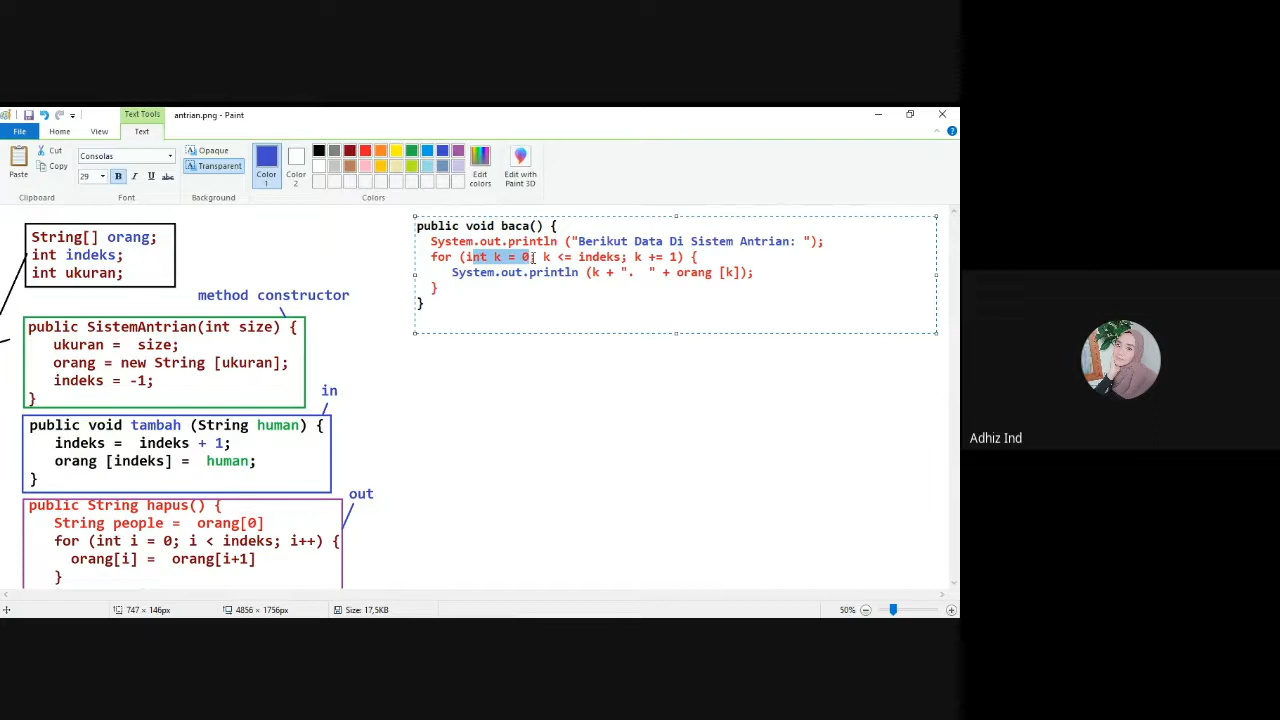 Text Tools
antrian.png - Paint
File
Home
View
Text
Paste
Cut
Copy
Clipboard
Consolas
29
B
I
U
abc
Font
Opaque
Transparent
Background
Color
1
Color
2
Edit
colors
Edit with
Paint 3D
Colors
String[] orang;
int indeks;
int ukuran;
method constructor
public SistemAntrian(int size) {
ukuran = size;
orang = new String [ukuran];
indeks = -1;
}
in
public void tambah (String human) {
indeks = indeks + 1;
orang [indeks] = human;
}
out
public String hapus() {
String people = orang[0]
for (int i = 0; i < indeks; i++) {
orang[i] = orang[i+1]
}
public void baca() {
System.out.println ("Berikut Data Di Sistem Antrian: ");
for (int k = 0; k <= indeks; k += 1) {
System.out.println (k + ".  " + orang [k]);
}
}
747 × 146px
4856 × 1756px
Size: 17,5KB
50%
Adhiz Ind